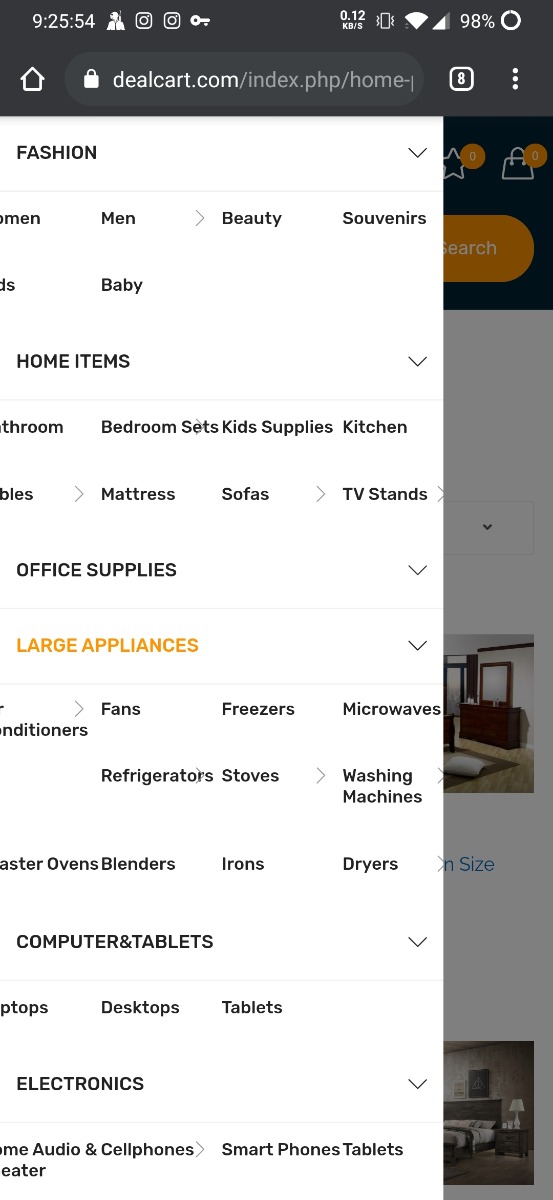 9:25:54 0.12 KB/S 98%
dealcart.com/index.php/home-p 8
FASHION 0 0
omen Men Beauty Souvenirs
Search
ds Baby
HOME ITEMS
athroom Bedroom Sets Kids Supplies Kitchen
bles Mattress Sofas TV Stands
OFFICE SUPPLIES
LARGE APPLIANCES
r Fans Freezers Microwaves
onditioners
Refrigerators Stoves Washing
Machines
aster Ovens Blenders Irons Dryers n Size
COMPUTER&TABLETS
ptops Desktops Tablets
ELECTRONICS
ome Audio & Cellphones Smart Phones Tablets
eater